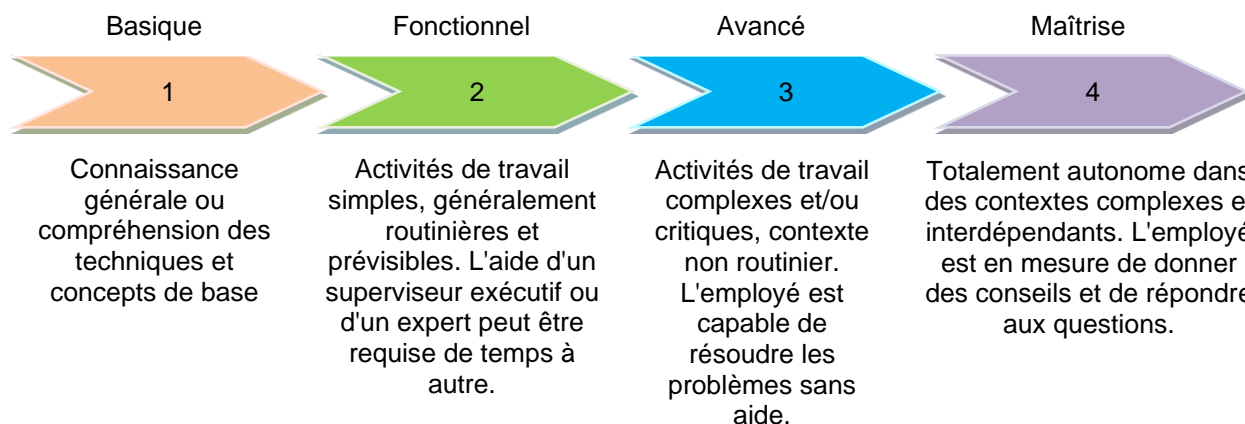 Basique
Fonctionnel
Avancé
Maîtrise
1
2
3
4
Connaissance
générale ou
compréhension des
techniques et
concepts de base
Activités de travail
simples, généralement
routinières et
prévisibles. L'aide d'un
superviseur exécutif ou
d'un expert peut être
requise de temps à
autre.
Activités de travail
complexes et/ou
critiques, contexte
non routinier.
L'employé est
capable de
résoudre les
problèmes sans
aide.
Totalement autonome dans
des contextes complexes et
interdépendants. L'employé
est en mesure de donner
des conseils et de répondre
aux questions.